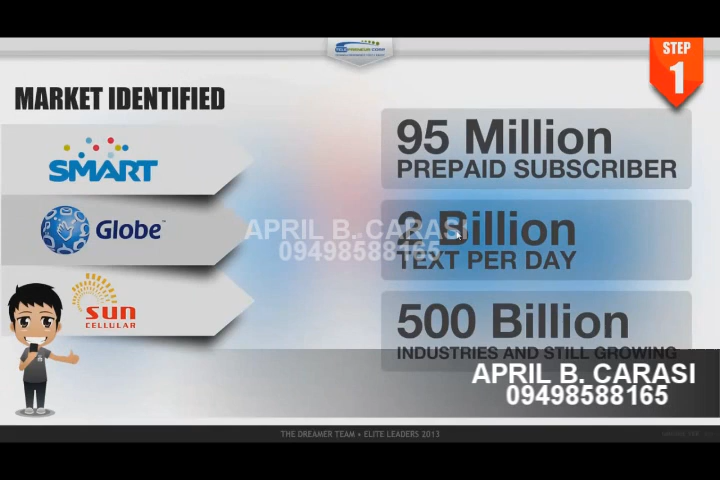 STEP
1
MARKET IDENTIFIED
SMART
Globe
sun
CELLULAR
95 Million
PREPAID SUBSCRIBER
2 Billion
TEXT PER DAY
500 Billion
INDUSTRIES AND STILL GROWING
APRIL B. CARASI
09498588165
APRIL B. CARASI
09498588165
THE DREAMER TEAM • ELITE LEADERS 2013